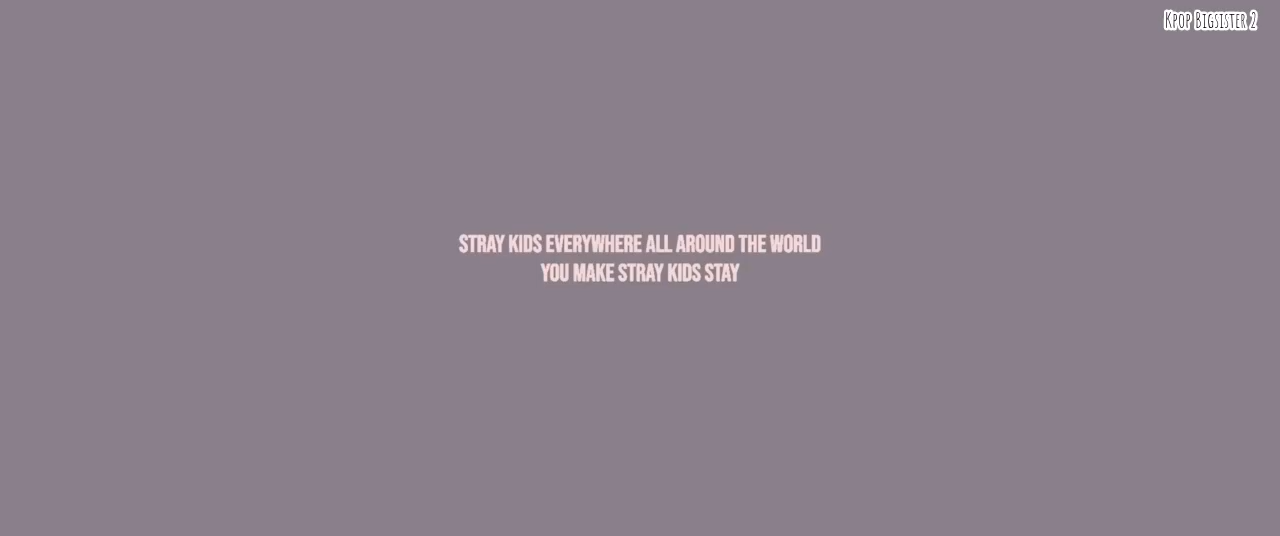 Kpop Bigsister 2
STRAY KIDS EVERYWHERE ALL AROUND THE WORLD
YOU MAKE STRAY KIDS STAY